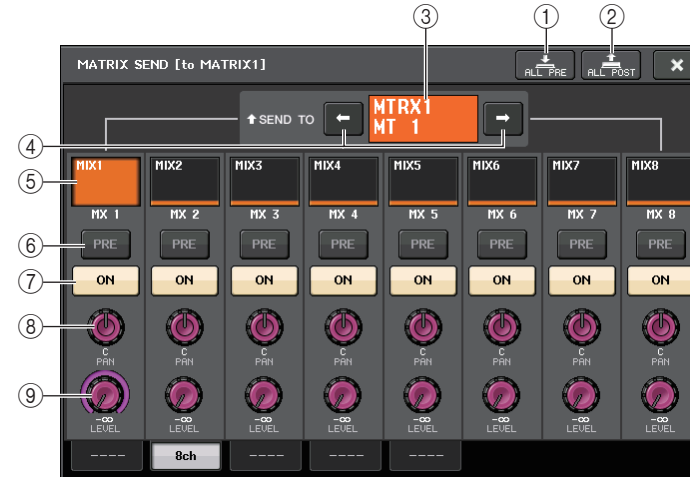 ③ ① ②
MATRIX SEND [to MATRIX1] ALL PRE ALL POST ×
SEND TO ← MTRX1 →
MT 1
④
⑤ MIX1 MIX2 MIX3 MIX4 MIX5 MIX6 MIX7 MIX8
MX 1 MX 2 MX 3 MX 4 MX 5 MX 6 MX 7 MX 8
⑥ PRE PRE PRE PRE PRE PRE PRE PRE
⑦ ON ON ON ON ON ON ON ON
⑧
C C C C C C C C
PAN PAN PAN PAN PAN PAN PAN PAN
⑨
-∞ -∞ -∞ -∞ -∞ -∞ -∞ -∞
LEVEL LEVEL LEVEL LEVEL LEVEL LEVEL LEVEL LEVEL
---- 8ch ---- ---- ----